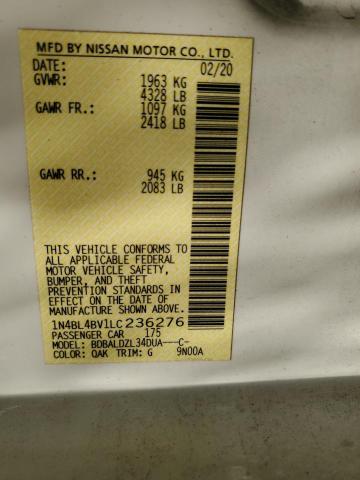 MFD BY NISSAN MOTOR CO., LTD.
DATE: 02/20
GVWR: 1963 KG
4328 LB
GAWR FR.: 1097 KG
2418 LB
GAWR RR.: 945 KG
2083 LB
THIS VEHICLE CONFORMS TO
ALL APPLICABLE FEDERAL
MOTOR VEHICLE SAFETY,
BUMPER, AND THEFT
PREVENTION STANDARDS IN
EFFECT ON THE DATE OF
MANUFACTURE SHOWN ABOVE.
1N4BL4BV1LC236276
PASSENGER CAR 175
MODEL: BDBALDZL34DUA----C-
COLOR: QAK TRIM: G 9N00A